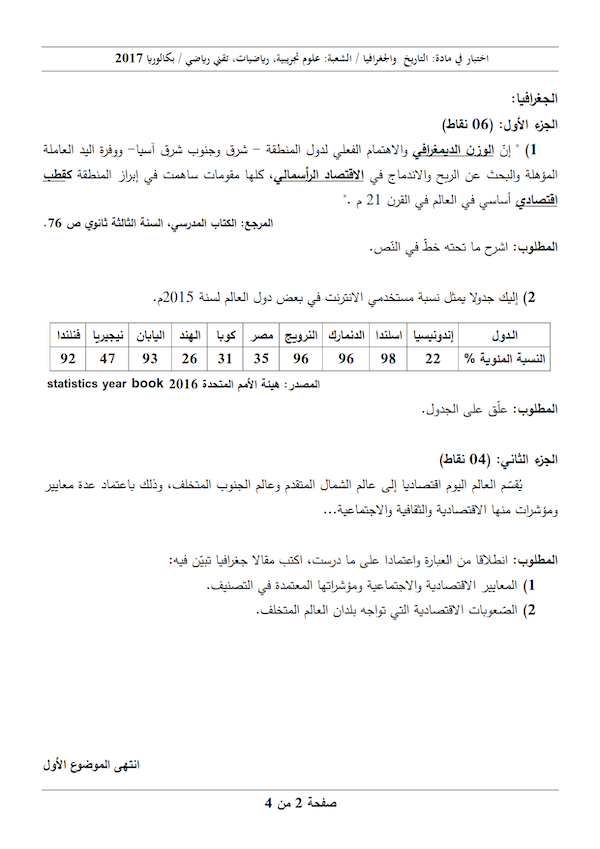 اختبار في مادة: التاريخ والجغرافيا / الشعبة: علوم تجريبية، رياضيات، تقني رياضي / بكالوريا 2017
الجغرافيا:
الجزء الأول: (06 نقاط)
1) " إنّ الوزن الديمغرافي والاهتمام الفعلي لدول المنطقة – شرق وجنوب شرق آسيا– ووفرة اليد العاملة
المؤهلة والبحث عن الربح والاندماج في الاقتصاد الرأسمالي، كلها مقومات ساهمت في إبراز المنطقة كقطب
اقتصادي أساسي في العالم في القرن 21 م ."
المرجع: الكتاب المدرسي، السنة الثالثة ثانوي ص 76.
المطلوب: اشرح ما تحته خطّ في النّص.
2) إليك جدولا يمثل نسبة مستخدمي الانترنت في بعض دول العالم لسنة 2015م.
الدول إندونيسيا اسلندا الدنمارك النرويج مصر كوبا الهند اليابان نيجيريا فنلندا
النسبة المئوية % 22 98 96 96 35 31 26 93 47 92
المصدر: هيئة الأمم المتحدة 2016 statistics year book
المطلوب: علّق على الجدول.
الجزء الثاني: (04 نقاط)
يُقسّم العالم اليوم اقتصاديا إلى عالم الشمال المتقدم وعالم الجنوب المتخلف، وذلك باعتماد عدة معايير
ومؤشرات منها الاقتصادية والثقافية والاجتماعية...
المطلوب: انطلاقا من العبارة واعتمادا على ما درست، اكتب مقالا جغرافيا تبيّن فيه:
1) المعايير الاقتصادية والاجتماعية ومؤشراتها المعتمدة في التصنيف.
2) الصّعوبات الاقتصادية التي تواجه بلدان العالم المتخلف.
انتهى الموضوع الأول
صفحة 2 من 4